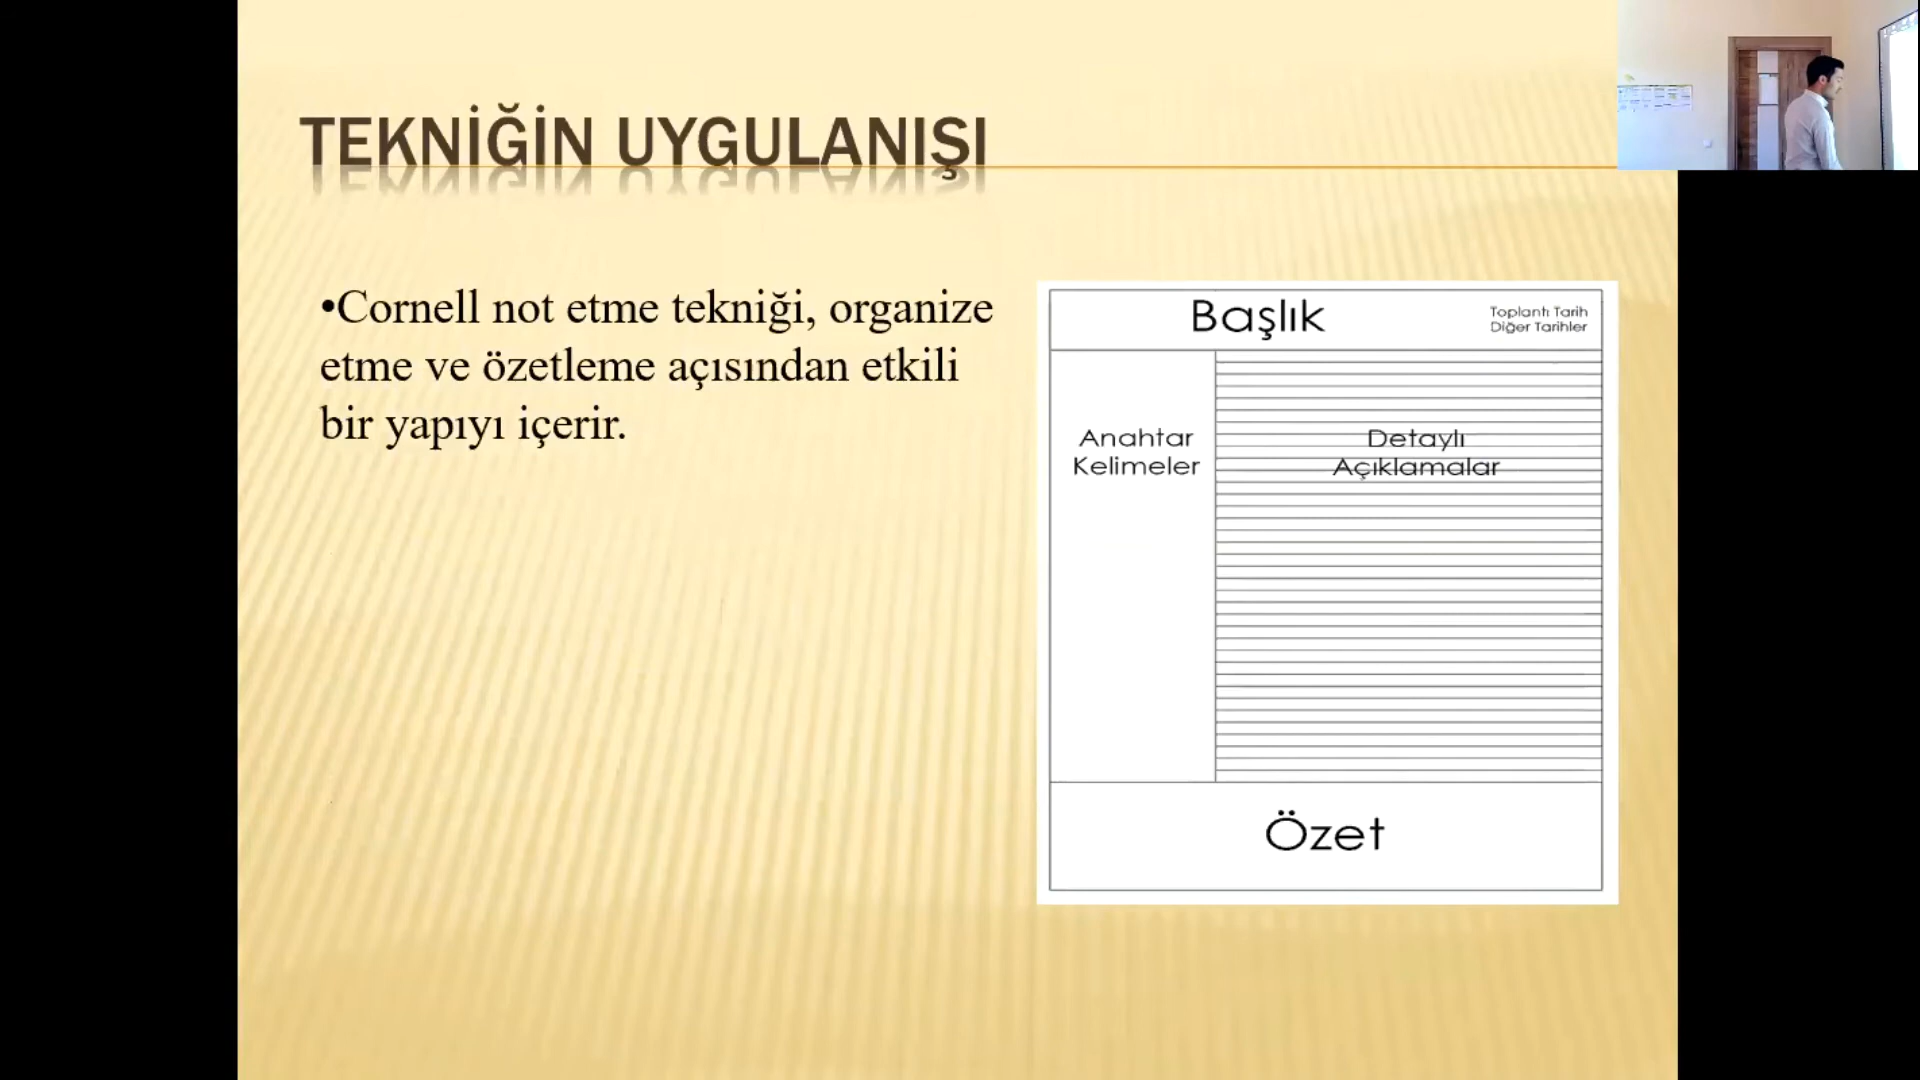 TEKNİĞİN UYGULANIŞI
•Cornell not etme tekniği, organize
etme ve özetleme açısından etkili
bir yapıyı içerir.
Başlık
Toplantı Tarih
Diğer Tarihler
Anahtar
Kelimeler
Detaylı
Açıklamalar
Özet